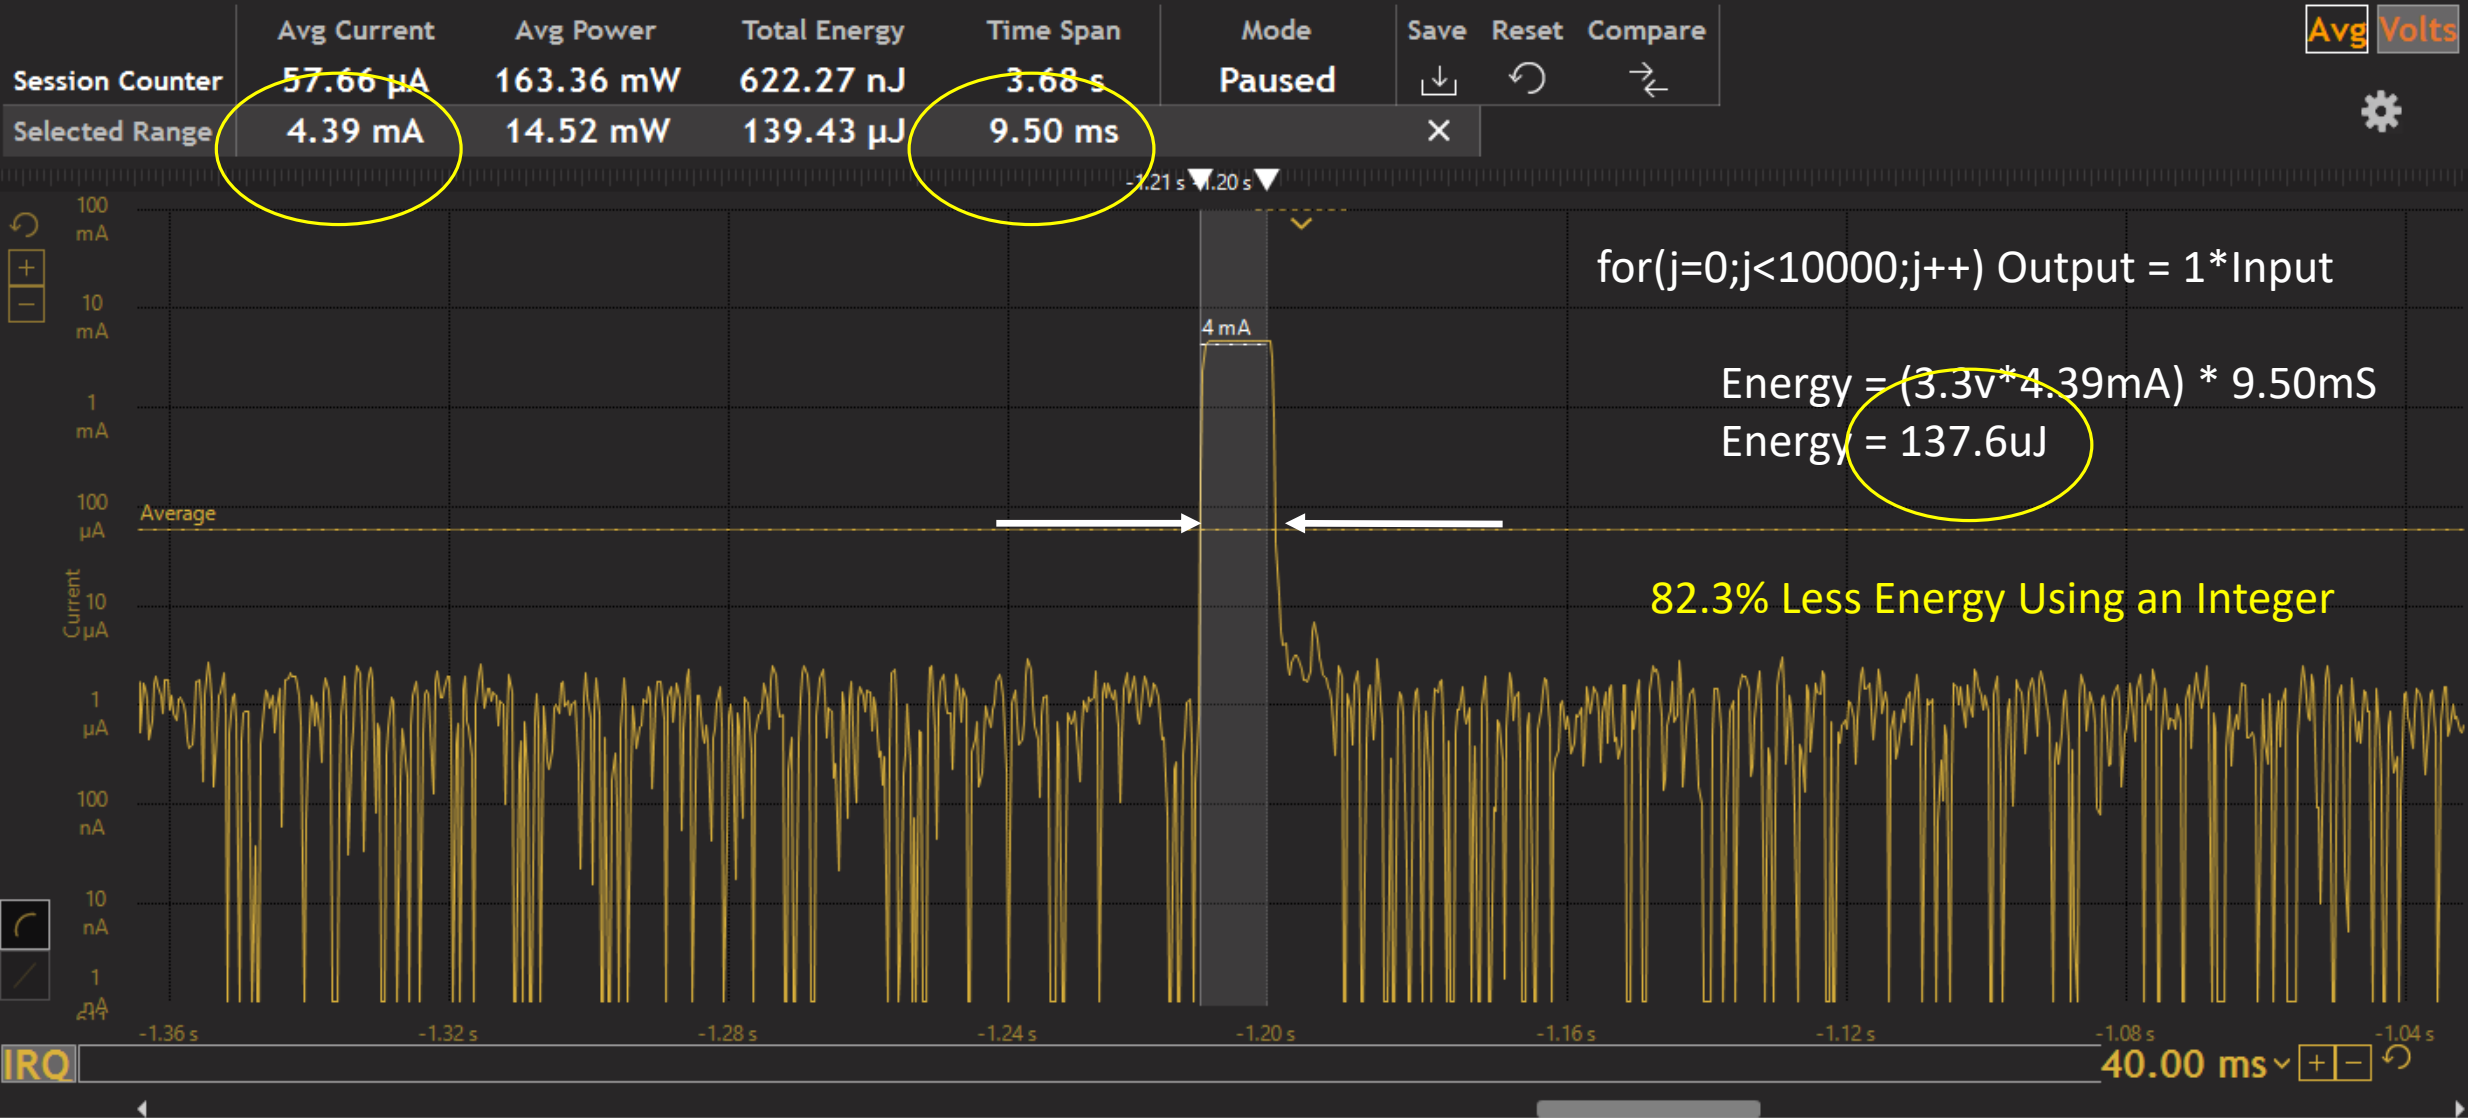 Avg Current Avg Power Total Energy Time Span Mode Save Reset Compare
Session Counter 57.66 µA 163.36 mW 622.27 nJ 3.68 s Paused
Selected Range 4.39 mA 14.52 mW 139.43 µJ 9.50 ms
Avg Volts
-1.21 s -1.20 s
100 mA
10 mA
1 mA
100 µA
10 µA
1 µA
100 nA
10 nA
1 nA
Current
Average
4 mA
for(j=0;j<10000;j++) Output = 1*Input
Energy = (3.3v*4.39mA) * 9.50mS
Energy = 137.6uJ
82.3% Less Energy Using an Integer
-1.36 s -1.32 s -1.28 s -1.24 s -1.20 s -1.16 s -1.12 s -1.08 s -1.04 s
IRQ
40.00 ms